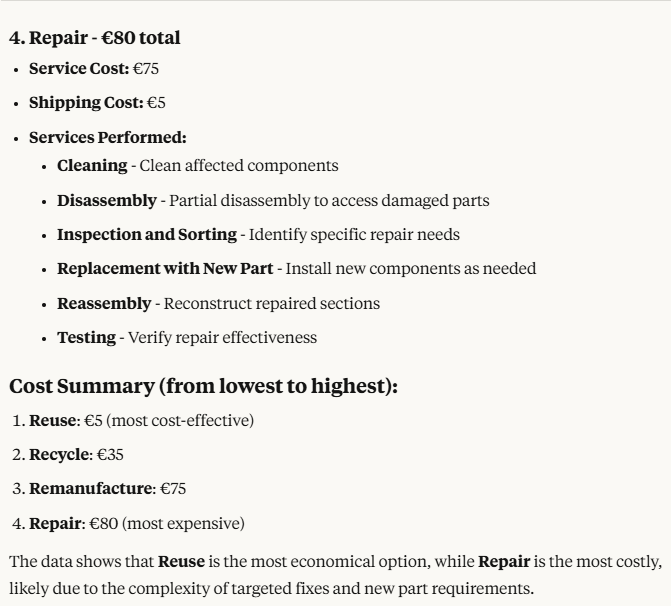 4. Repair - €80 total
• Service Cost: €75
• Shipping Cost: €5
• Services Performed:
• Cleaning - Clean affected components
• Disassembly - Partial disassembly to access damaged parts
• Inspection and Sorting - Identify specific repair needs
• Replacement with New Part - Install new components as needed
• Reassembly - Reconstruct repaired sections
• Testing - Verify repair effectiveness
Cost Summary (from lowest to highest):
1. Reuse: €5 (most cost-effective)
2. Recycle: €35
3. Remanufacture: €75
4. Repair: €80 (most expensive)
The data shows that Reuse is the most economical option, while Repair is the most costly,
likely due to the complexity of targeted fixes and new part requirements.